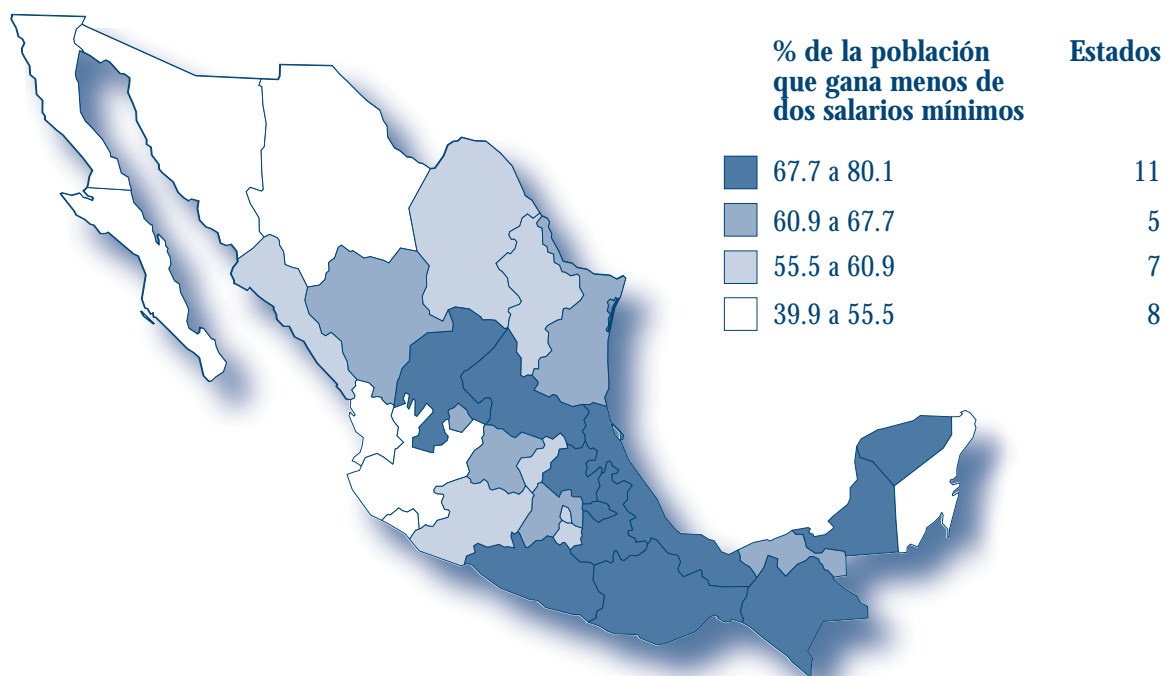 % de la población Estados
que gana menos de
dos salarios mínimos
67.7 a 80.1 11
60.9 a 67.7 5
55.5 a 60.9 7
39.9 a 55.5 8